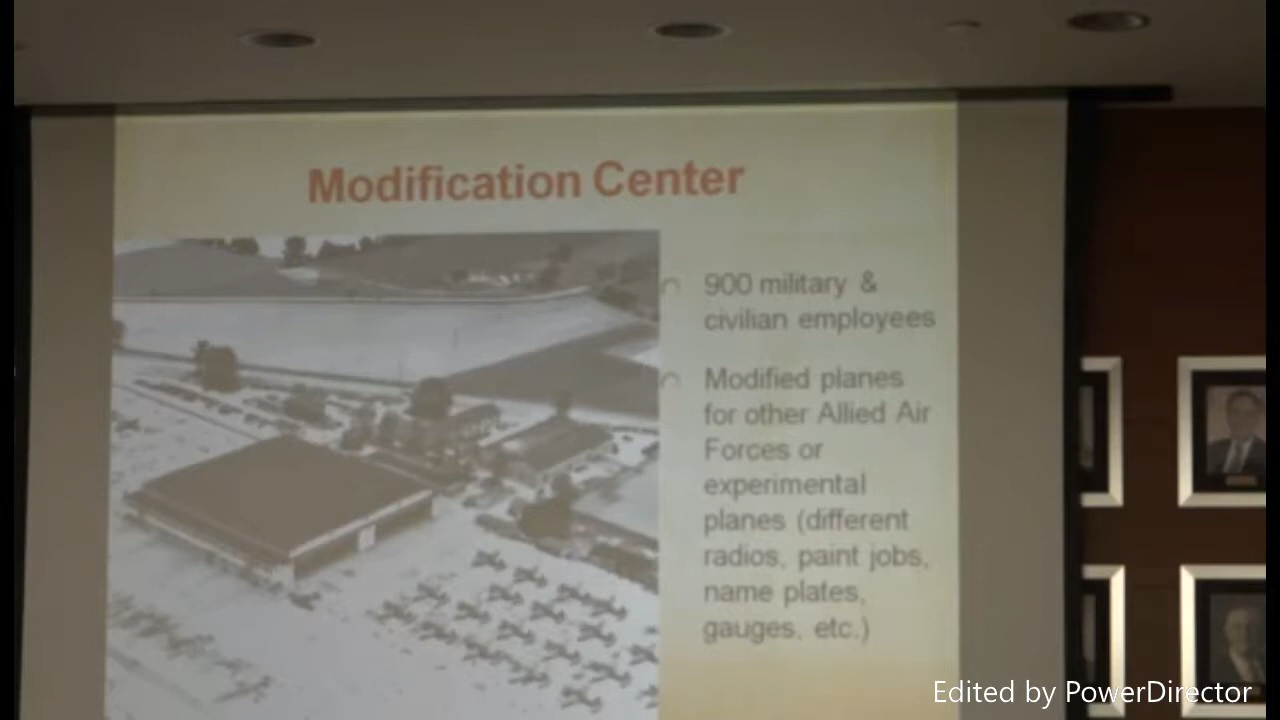 Modification Center
900 military &
civilian employees
Modified planes
for other Allied Air
Forces or
experimental
planes (different
radios, paint jobs,
name plates,
gauges, etc.)
Edited by PowerDirector